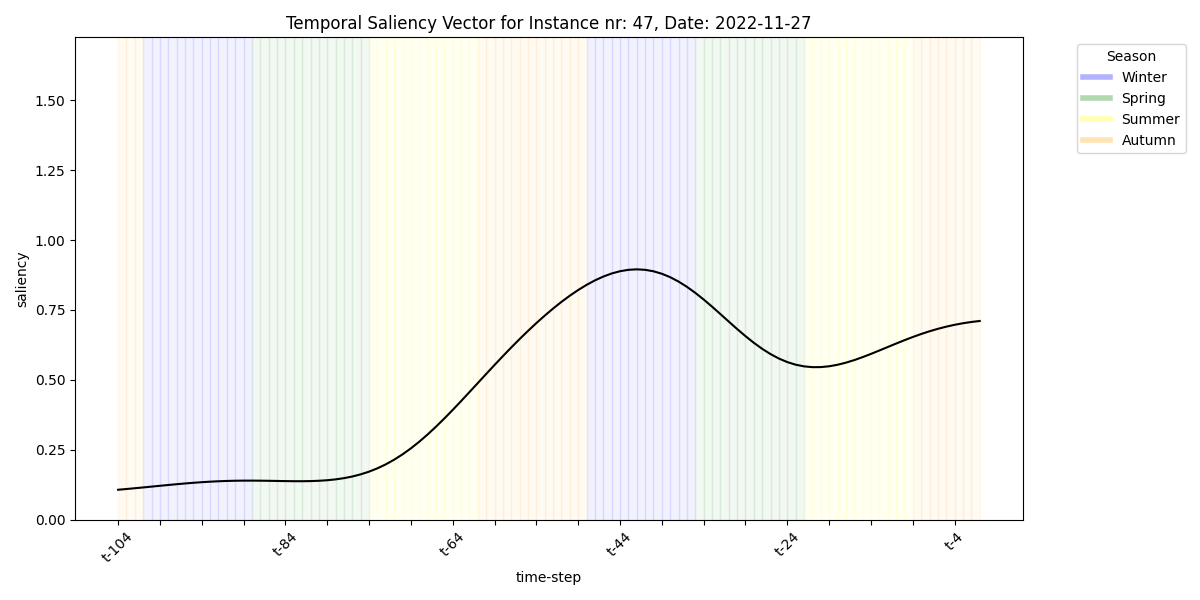 Temporal Saliency Vector for Instance nr: 47, Date: 2022-11-27
Season
Winter
Spring
Summer
Autumn
saliency
1.50
1.25
1.00
0.75
0.50
0.25
0.00
t-104
t-84
t-64
t-44
t-24
t-4
time-step